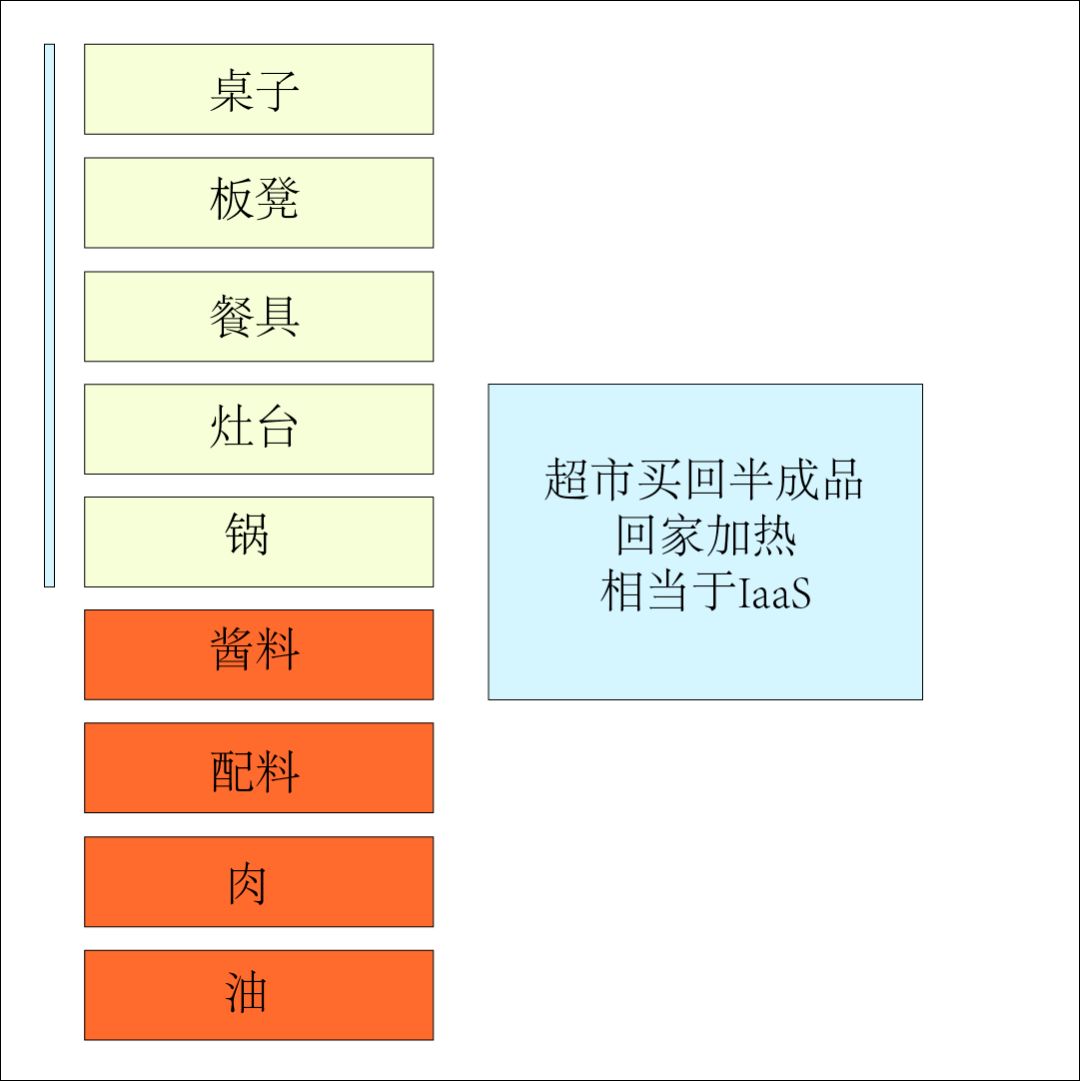 桌子
板凳
餐具
灶台
锅
超市买回半成品
回家加热
相当于IaaS
酱料
配料
肉
油